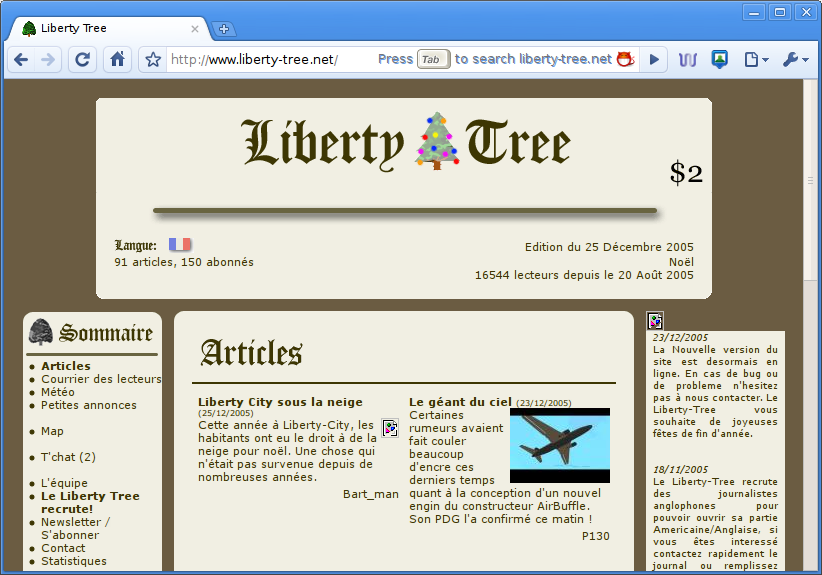 Liberty Tree
http://www.liberty-tree.net/
Press Tab to search liberty-tree.net
Liberty Tree
$2
Langue:
91 articles, 150 abonnés
Edition du 25 Décembre 2005
Noël
16544 lecteurs depuis le 20 Août 2005
Sommaire
Articles
Courrier des lecteurs
Météo
Petites annonces
Map
T'chat (2)
L'équipe
Le Liberty Tree
recrute!
Newsletter /
S'abonner
Contact
Statistiques
Articles
Liberty City sous la neige
(25/12/2005)
Cette année à Liberty-City, les
habitants ont eu le droit à de la
neige pour noël. Une chose qui
n'était pas survenue depuis de
nombreuses années.
Bart_man
Le géant du ciel (23/12/2005)
Certaines
rumeurs avaient
fait couler
beaucoup
d'encre ces
derniers temps
quant à la conception d'un nouvel
engin du constructeur AirBuffle.
Son PDG l'a confirmé ce matin !
P130
23/12/2005
La Nouvelle version du
site est desormais en
ligne. En cas de bug ou
de probleme n'hesitez
pas à nous contacter. Le
Liberty-Tree vous
souhaite de joyeuses
fêtes de fin d'année.
18/11/2005
Le Liberty-Tree recrute
des journalistes
anglophones pour
pouvoir ouvrir sa partie
Americaine/Anglaise, si
vous êtes interessé
contactez rapidement le
journal ou remplissez